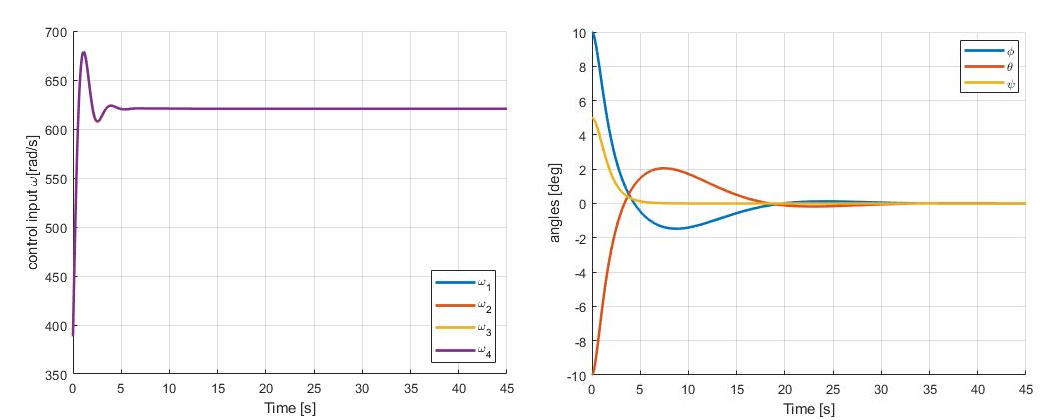 700
650
600
550
500
450
400
350
0 5 10 15 20 25 30 35 40 45
control input ω[rad/s]
Time [s]
ω1
ω2
ω3
ω4
10
8
6
4
2
0
-2
-4
-6
-8
-10
0 5 10 15 20 25 30 35 40 45
angles [deg]
Time [s]
ϕ
θ
ψ